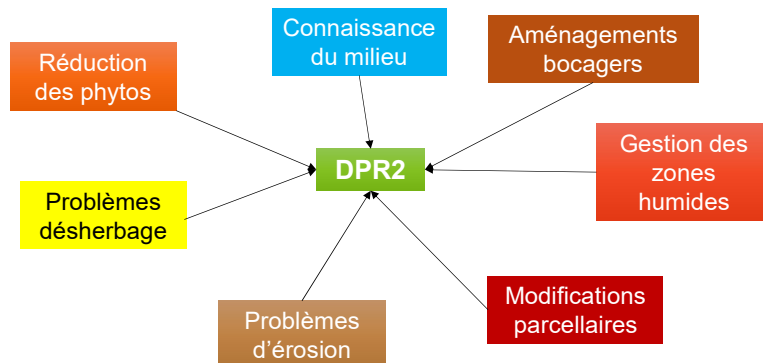 Réduction
des phytos
Connaissance
du milieu
Aménagements
bocagers
DPR2
Gestion des
zones
humides
Problèmes
désherbage
Problèmes
d’érosion
Modifications
parcellaires